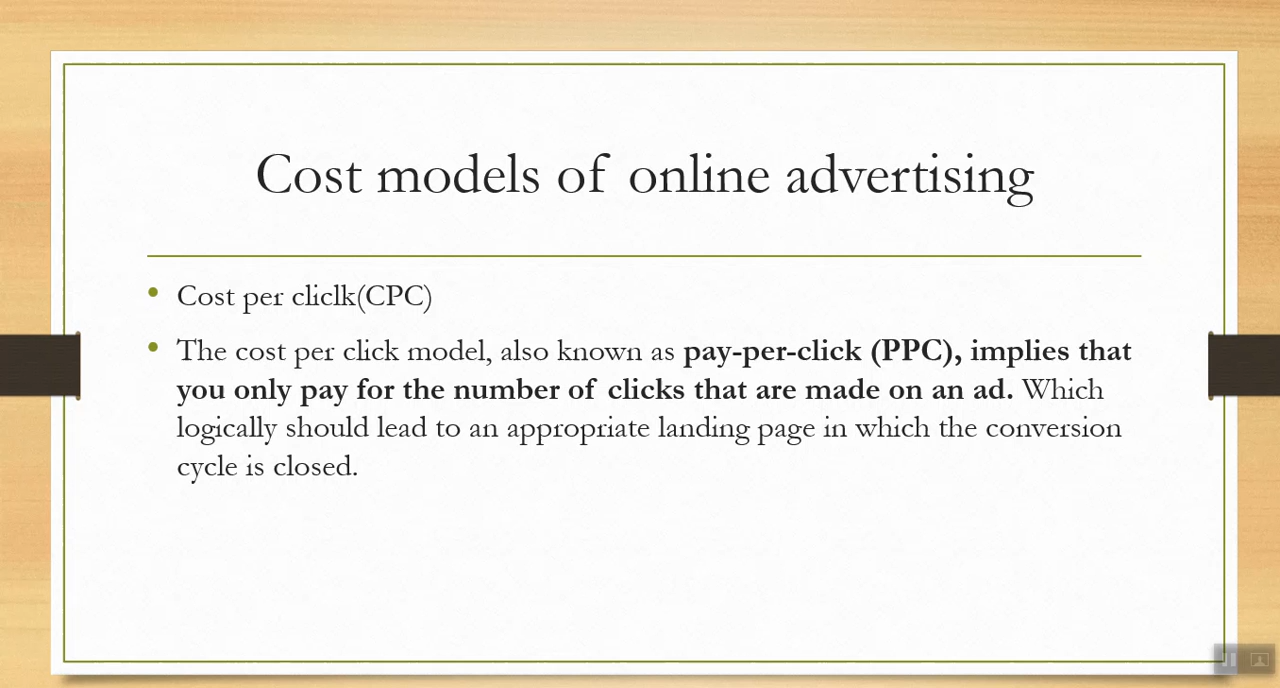 Cost models of online advertising
• Cost per cliclk(CPC)
• The cost per click model, also known as pay-per-click (PPC), implies that
you only pay for the number of clicks that are made on an ad. Which
logically should lead to an appropriate landing page in which the conversion
cycle is closed.